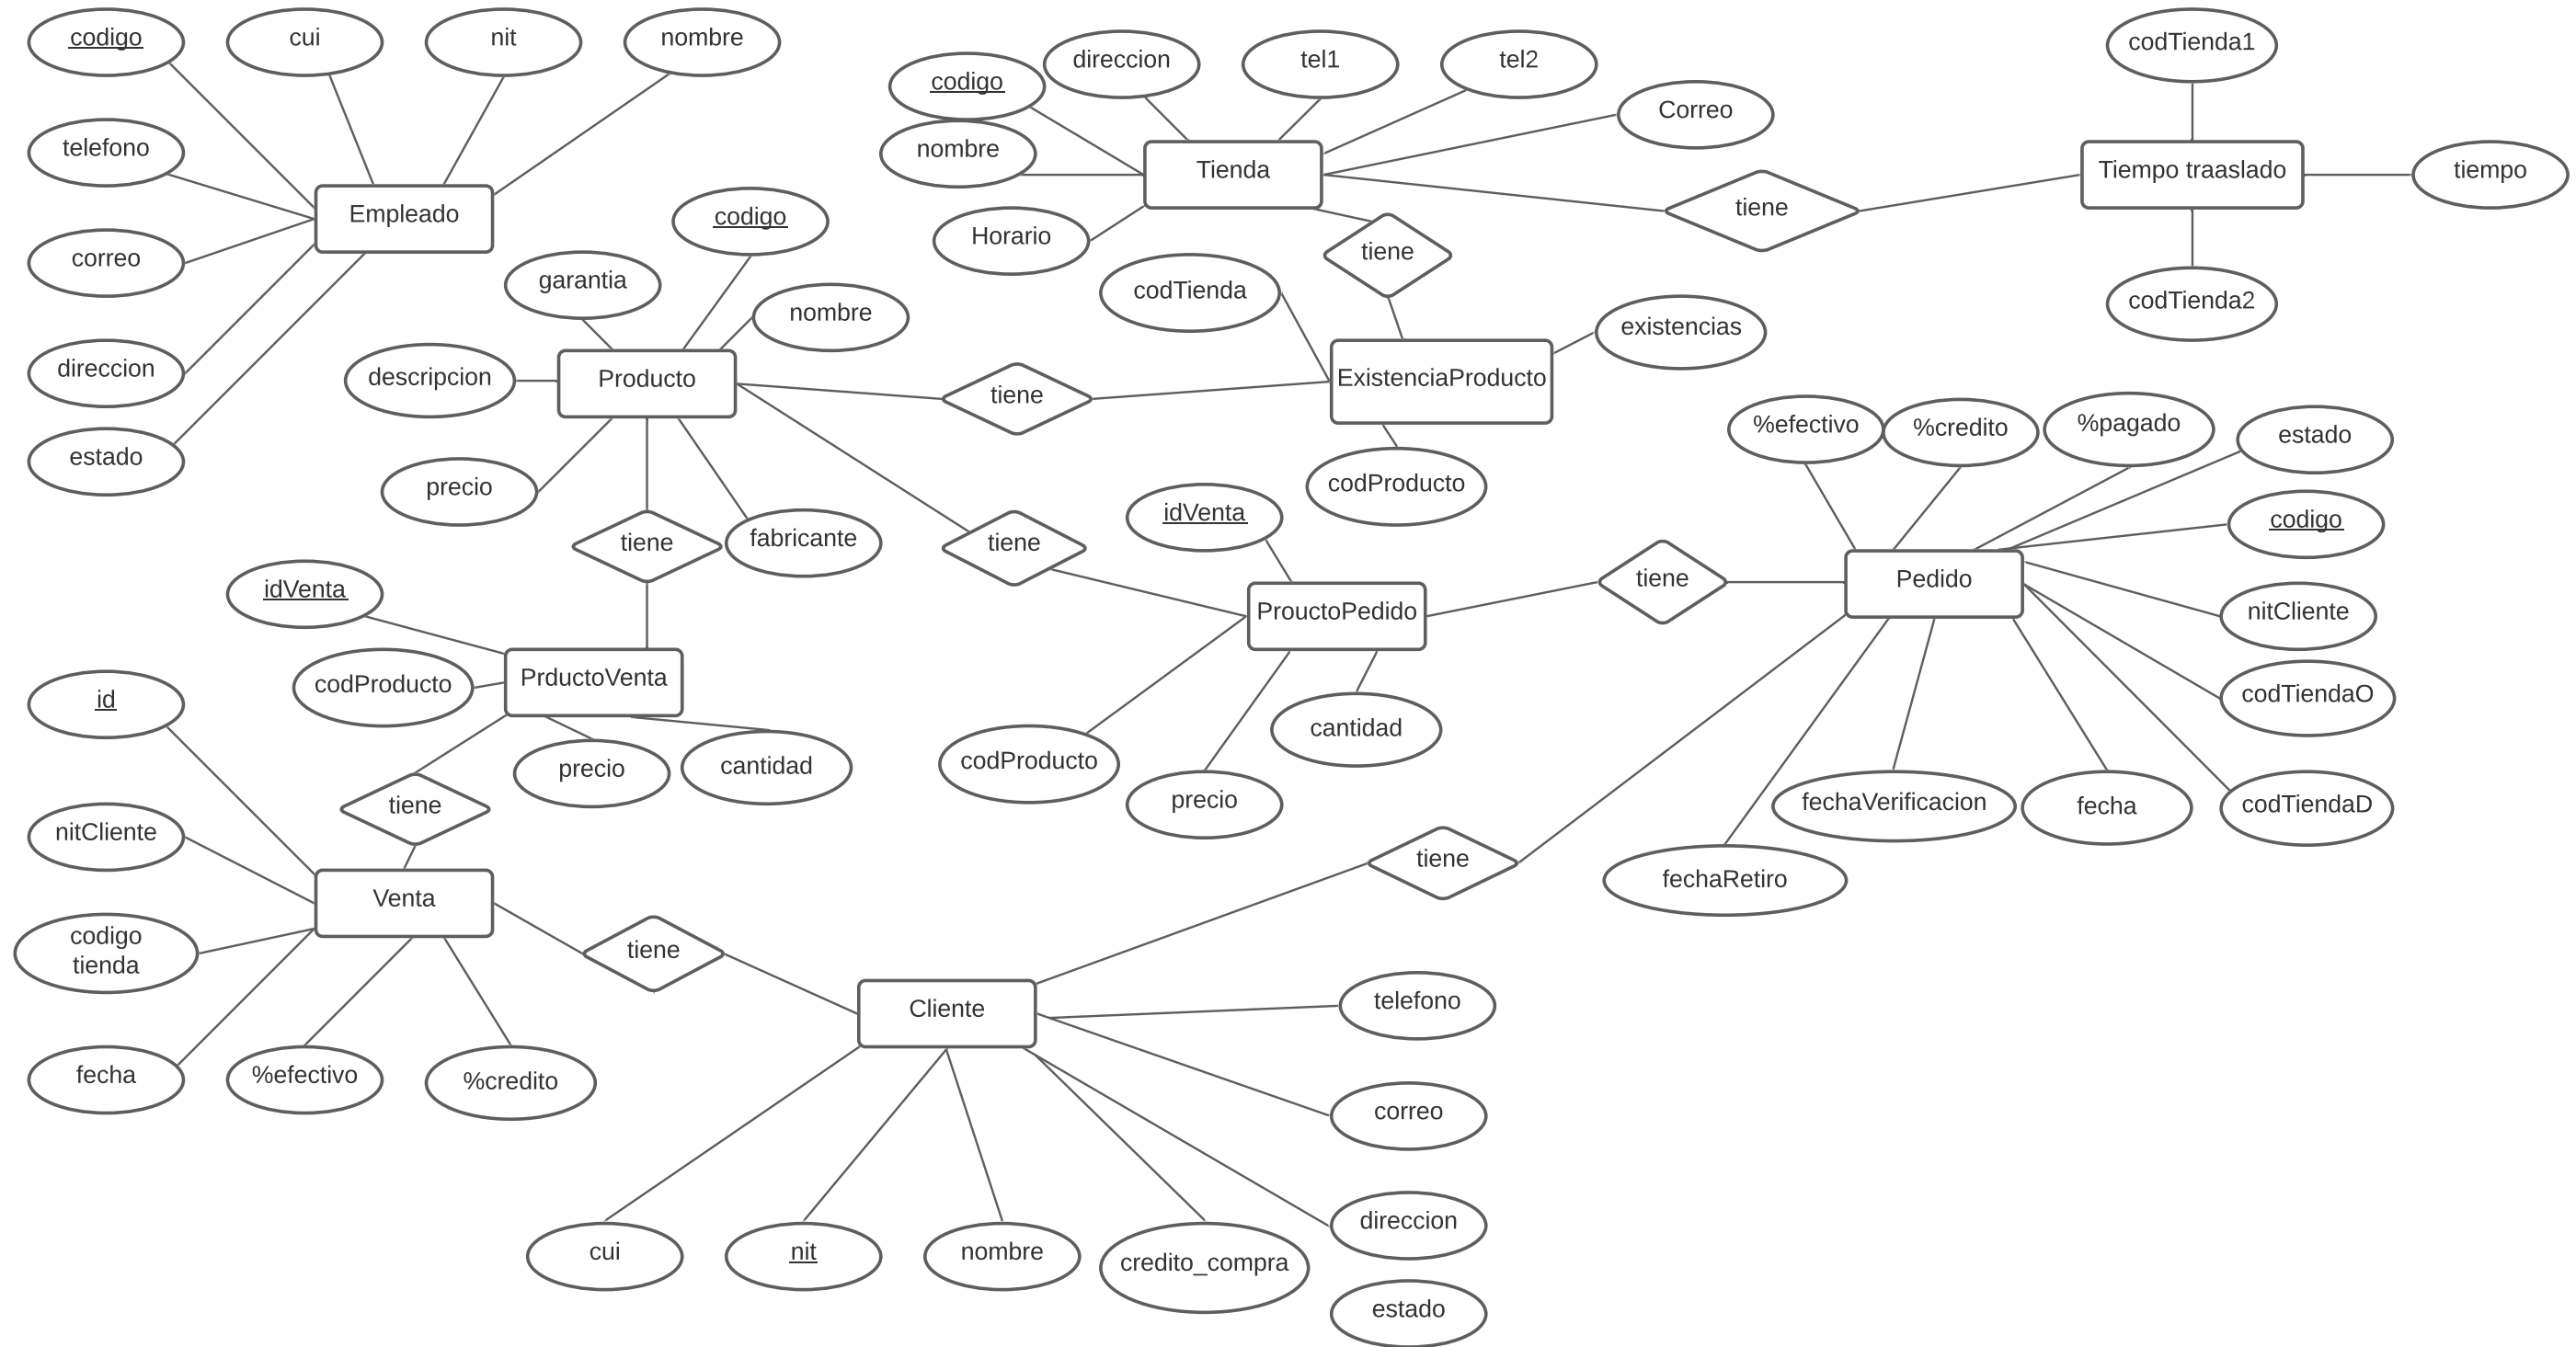 codigo
cui
nit
nombre
telefono
correo
direccion
estado
Empleado
codigo
direccion
tel1
tel2
Correo
nombre
Horario
Tienda
tiene
codTienda1
Tiempo traaslado
tiempo
codTienda2
tiene
codigo
garantia
nombre
descripcion
Producto
precio
fabricante
tiene
codTienda
existencias
ExistenciaProducto
codProducto
tiene
tiene
idVenta
codProducto
PrductoVenta
precio
cantidad
tiene
idVenta
ProuctoPedido
codProducto
precio
cantidad
tiene
%efectivo
%credito
%pagado
estado
codigo
Pedido
nitCliente
codTiendaO
codTiendaD
fecha
fechaVerificacion
fechaRetiro
tiene
id
nitCliente
codigo
tienda
Venta
fecha
%efectivo
%credito
tiene
Cliente
telefono
correo
direccion
estado
cui
nit
nombre
credito_compra